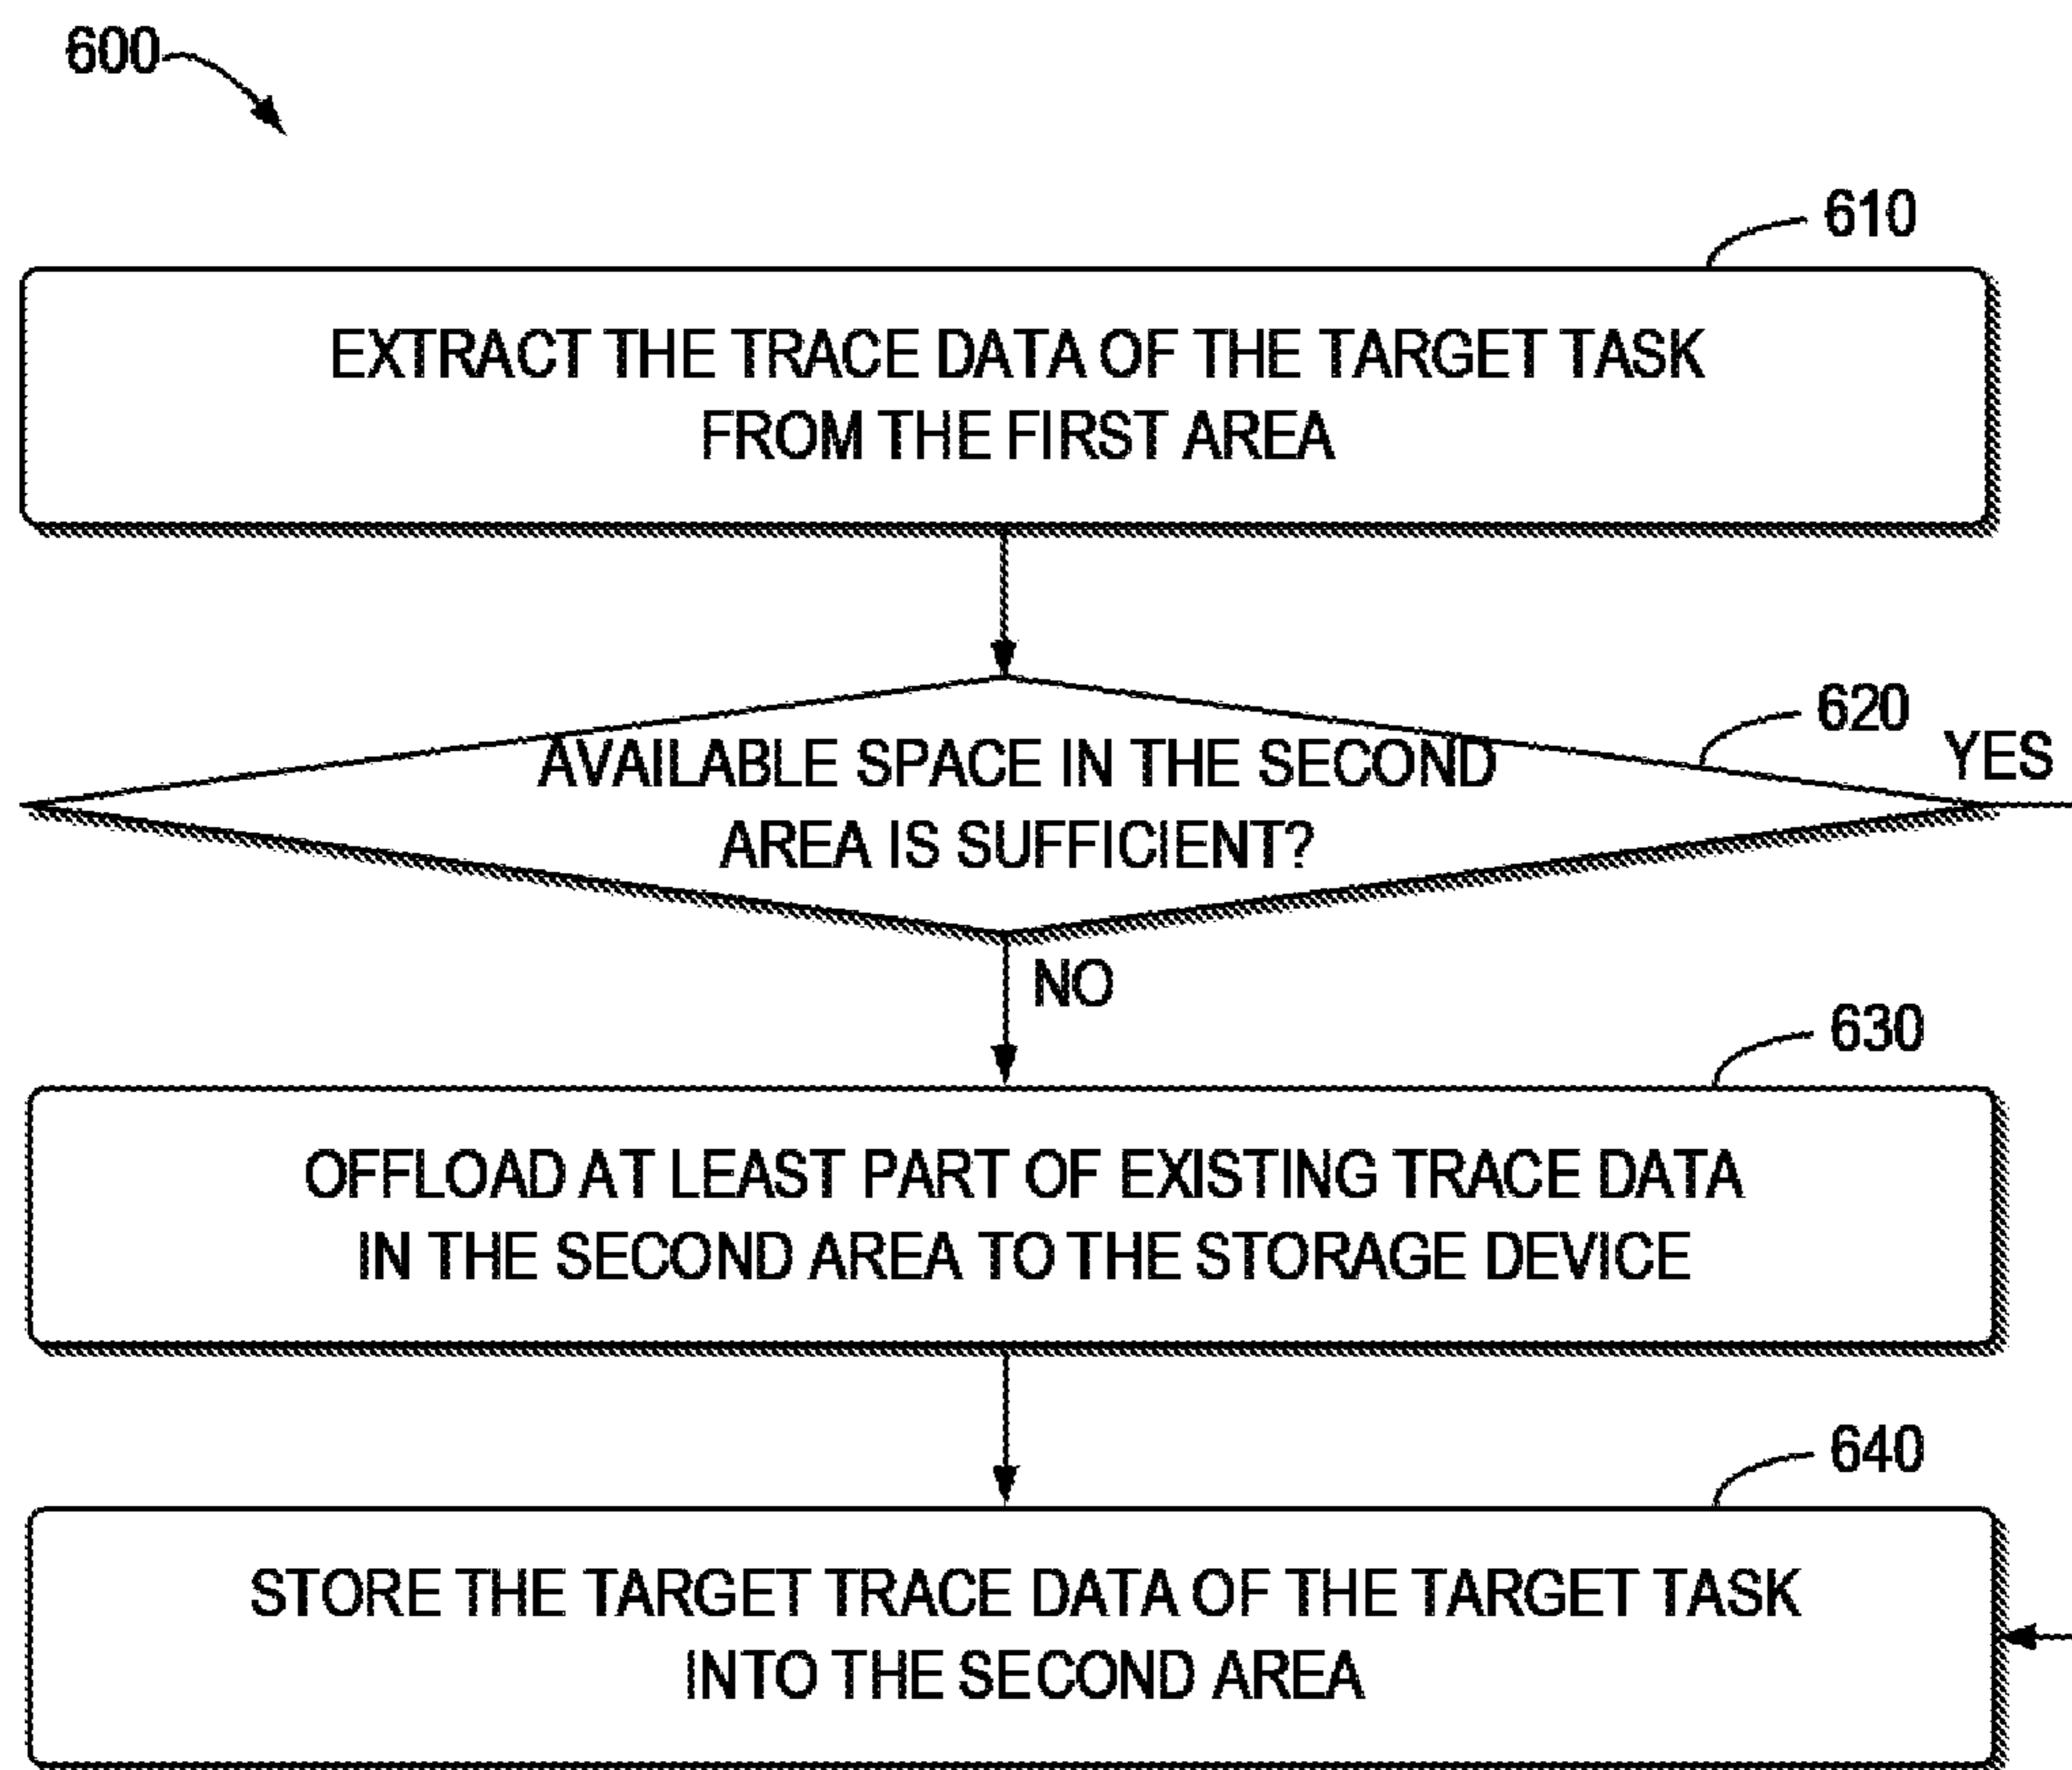 600
610
EXTRACT THE TRACE DATA OF THE TARGET TASK
FROM THE FIRST AREA
620
YES
AVAILABLE SPACE IN THE SECOND
AREA IS SUFFICIENT?
NO
630
OFFLOAD AT LEAST PART OF EXISTING TRACE DATA
IN THE SECOND AREA TO THE STORAGE DEVICE
640
STORE THE TARGET TRACE DATA OF THE TARGET TASK
INTO THE SECOND AREA